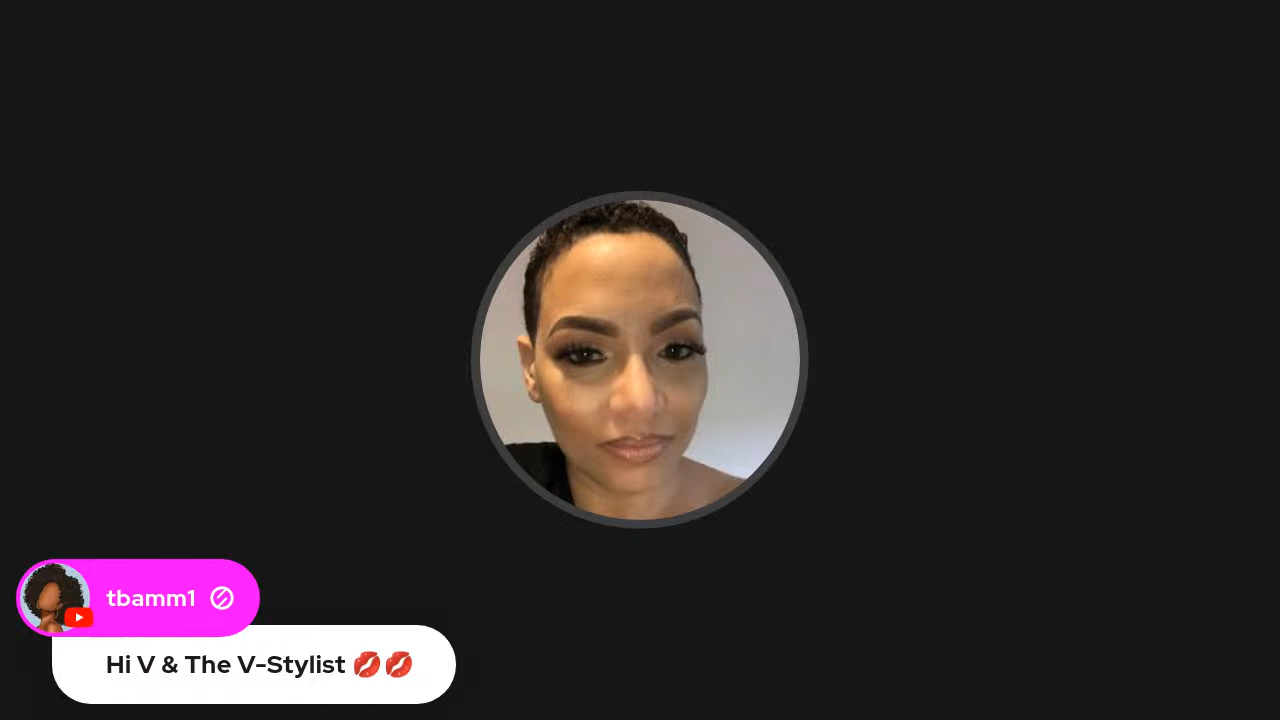 tbamm1
Hi V & The V-Stylist 💋💋